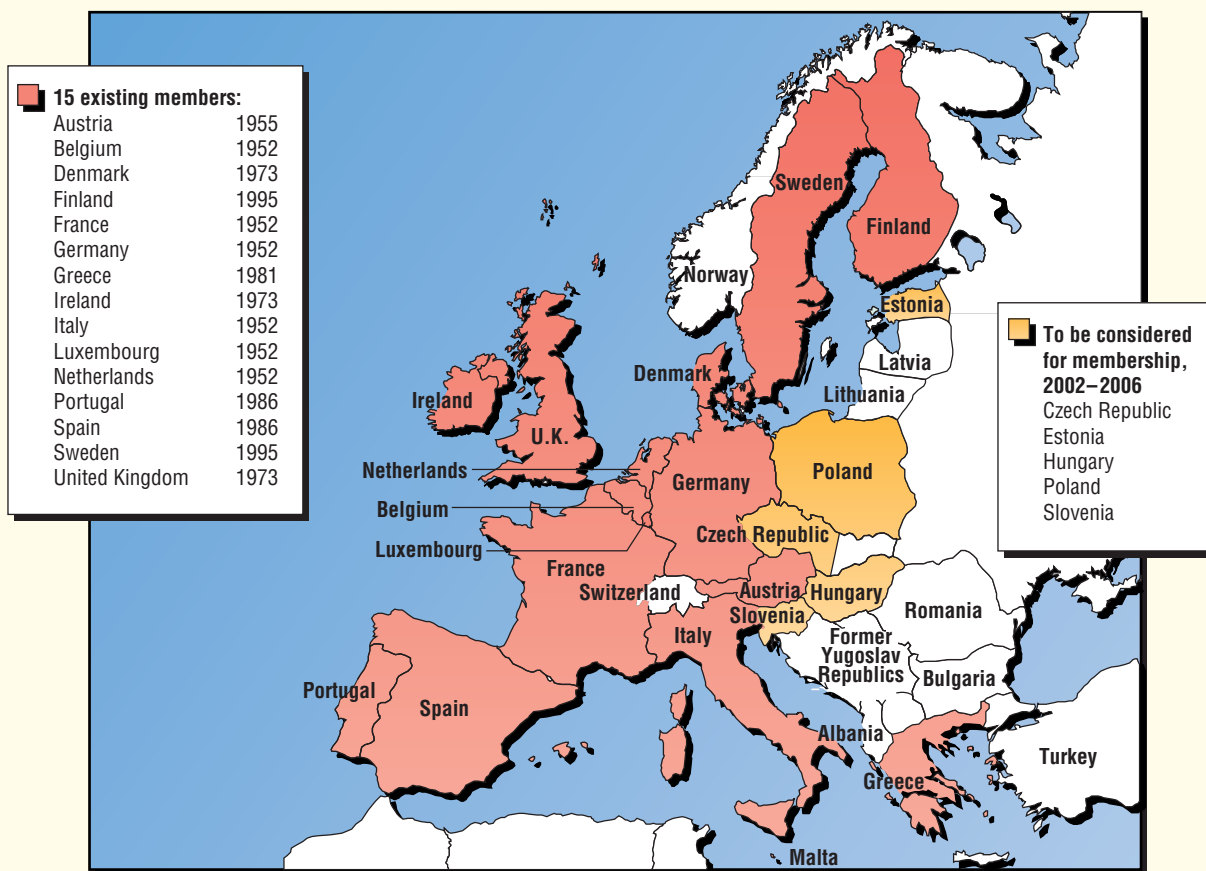 15 existing members:
Austria 1955
Belgium 1952
Denmark 1973
Finland 1995
France 1952
Germany 1952
Greece 1981
Ireland 1973
Italy 1952
Luxembourg 1952
Netherlands 1952
Portugal 1986
Spain 1986
Sweden 1995
United Kingdom 1973
Sweden
Finland
Norway
Estonia
Latvia
Lithuania
Denmark
Ireland
U.K.
Netherlands
Belgium
Luxembourg
Germany
Poland
Czech Republic
France
Switzerland
Austria
Hungary
Slovenia
Italy
Romania
Former
Yugoslav
Republics
Bulgaria
Portugal
Spain
Albania
Greece
Turkey
Malta
To be considered
for membership,
2002–2006
Czech Republic
Estonia
Hungary
Poland
Slovenia